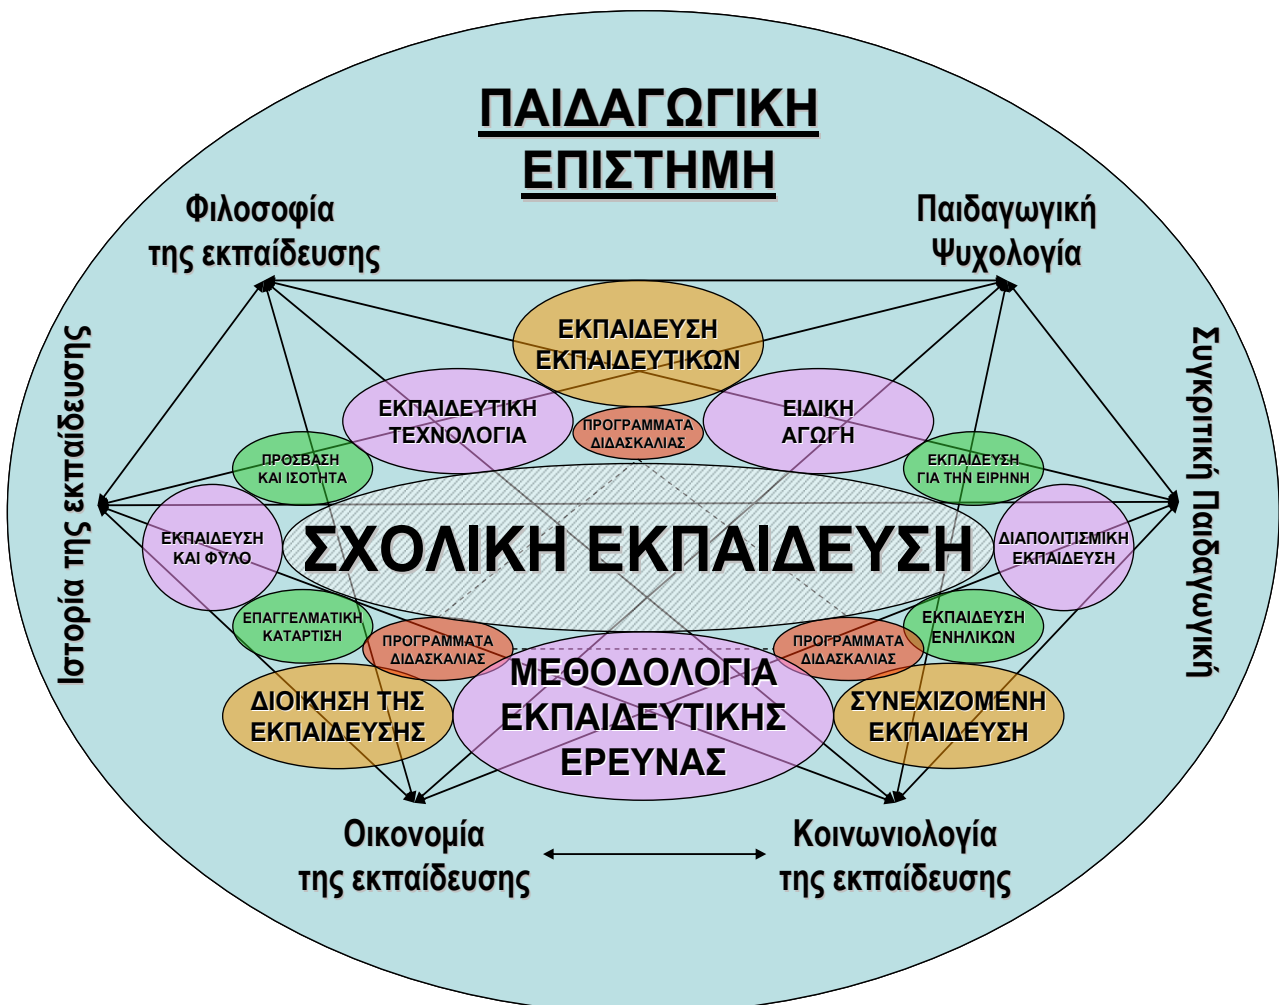 ΠΑΙΔΑΓΩΓΙΚΗ
ΕΠΙΣΤΗΜΗ
Φιλοσοφία
της εκπαίδευσης
Παιδαγωγική
Ψυχολογία
Ιστορία της εκπαίδευσης
Συγκριτική Παιδαγωγική
ΕΚΠΑΙΔΕΥΣΗ
ΕΚΠΑΙΔΕΥΤΙΚΩΝ
ΕΚΠΑΙΔΕΥΤΙΚΗ
ΤΕΧΝΟΛΟΓΙΑ
ΠΡΟΓΡΑΜΜΑΤΑ
ΔΙΔΑΣΚΑΛΙΑΣ
ΕΙΔΙΚΗ
ΑΓΩΓΗ
ΠΡΟΣΒΑΣΗ
ΚΑΙ ΙΣΟΤΗΤΑ
ΕΚΠΑΙΔΕΥΣΗ
ΓΙΑ ΤΗΝ ΕΙΡΗΝΗ
ΕΚΠΑΙΔΕΥΣΗ
ΚΑΙ ΦΥΛΟ
ΣΧΟΛΙΚΗ ΕΚΠΑΙΔΕΥΣΗ
ΔΙΑΠΟΛΙΤΙΣΜΙΚΗ
ΕΚΠΑΙΔΕΥΣΗ
ΕΠΑΓΓΕΛΜΑΤΙΚΗ
ΚΑΤΑΡΤΙΣΗ
ΠΡΟΓΡΑΜΜΑΤΑ
ΔΙΔΑΣΚΑΛΙΑΣ
ΠΡΟΓΡΑΜΜΑΤΑ
ΔΙΔΑΣΚΑΛΙΑΣ
ΕΚΠΑΙΔΕΥΣΗ
ΕΝΗΛΙΚΩΝ
ΔΙΟΙΚΗΣΗ ΤΗΣ
ΕΚΠΑΙΔΕΥΣΗΣ
ΜΕΘΟΔΟΛΟΓΙΑ
ΕΚΠΑΙΔΕΥΤΙΚΗΣ
ΕΡΕΥΝΑΣ
ΣΥΝΕΧΙΖΟΜΕΝΗ
ΕΚΠΑΙΔΕΥΣΗ
Οικονομία
της εκπαίδευσης
Κοινωνιολογία
της εκπαίδευσης